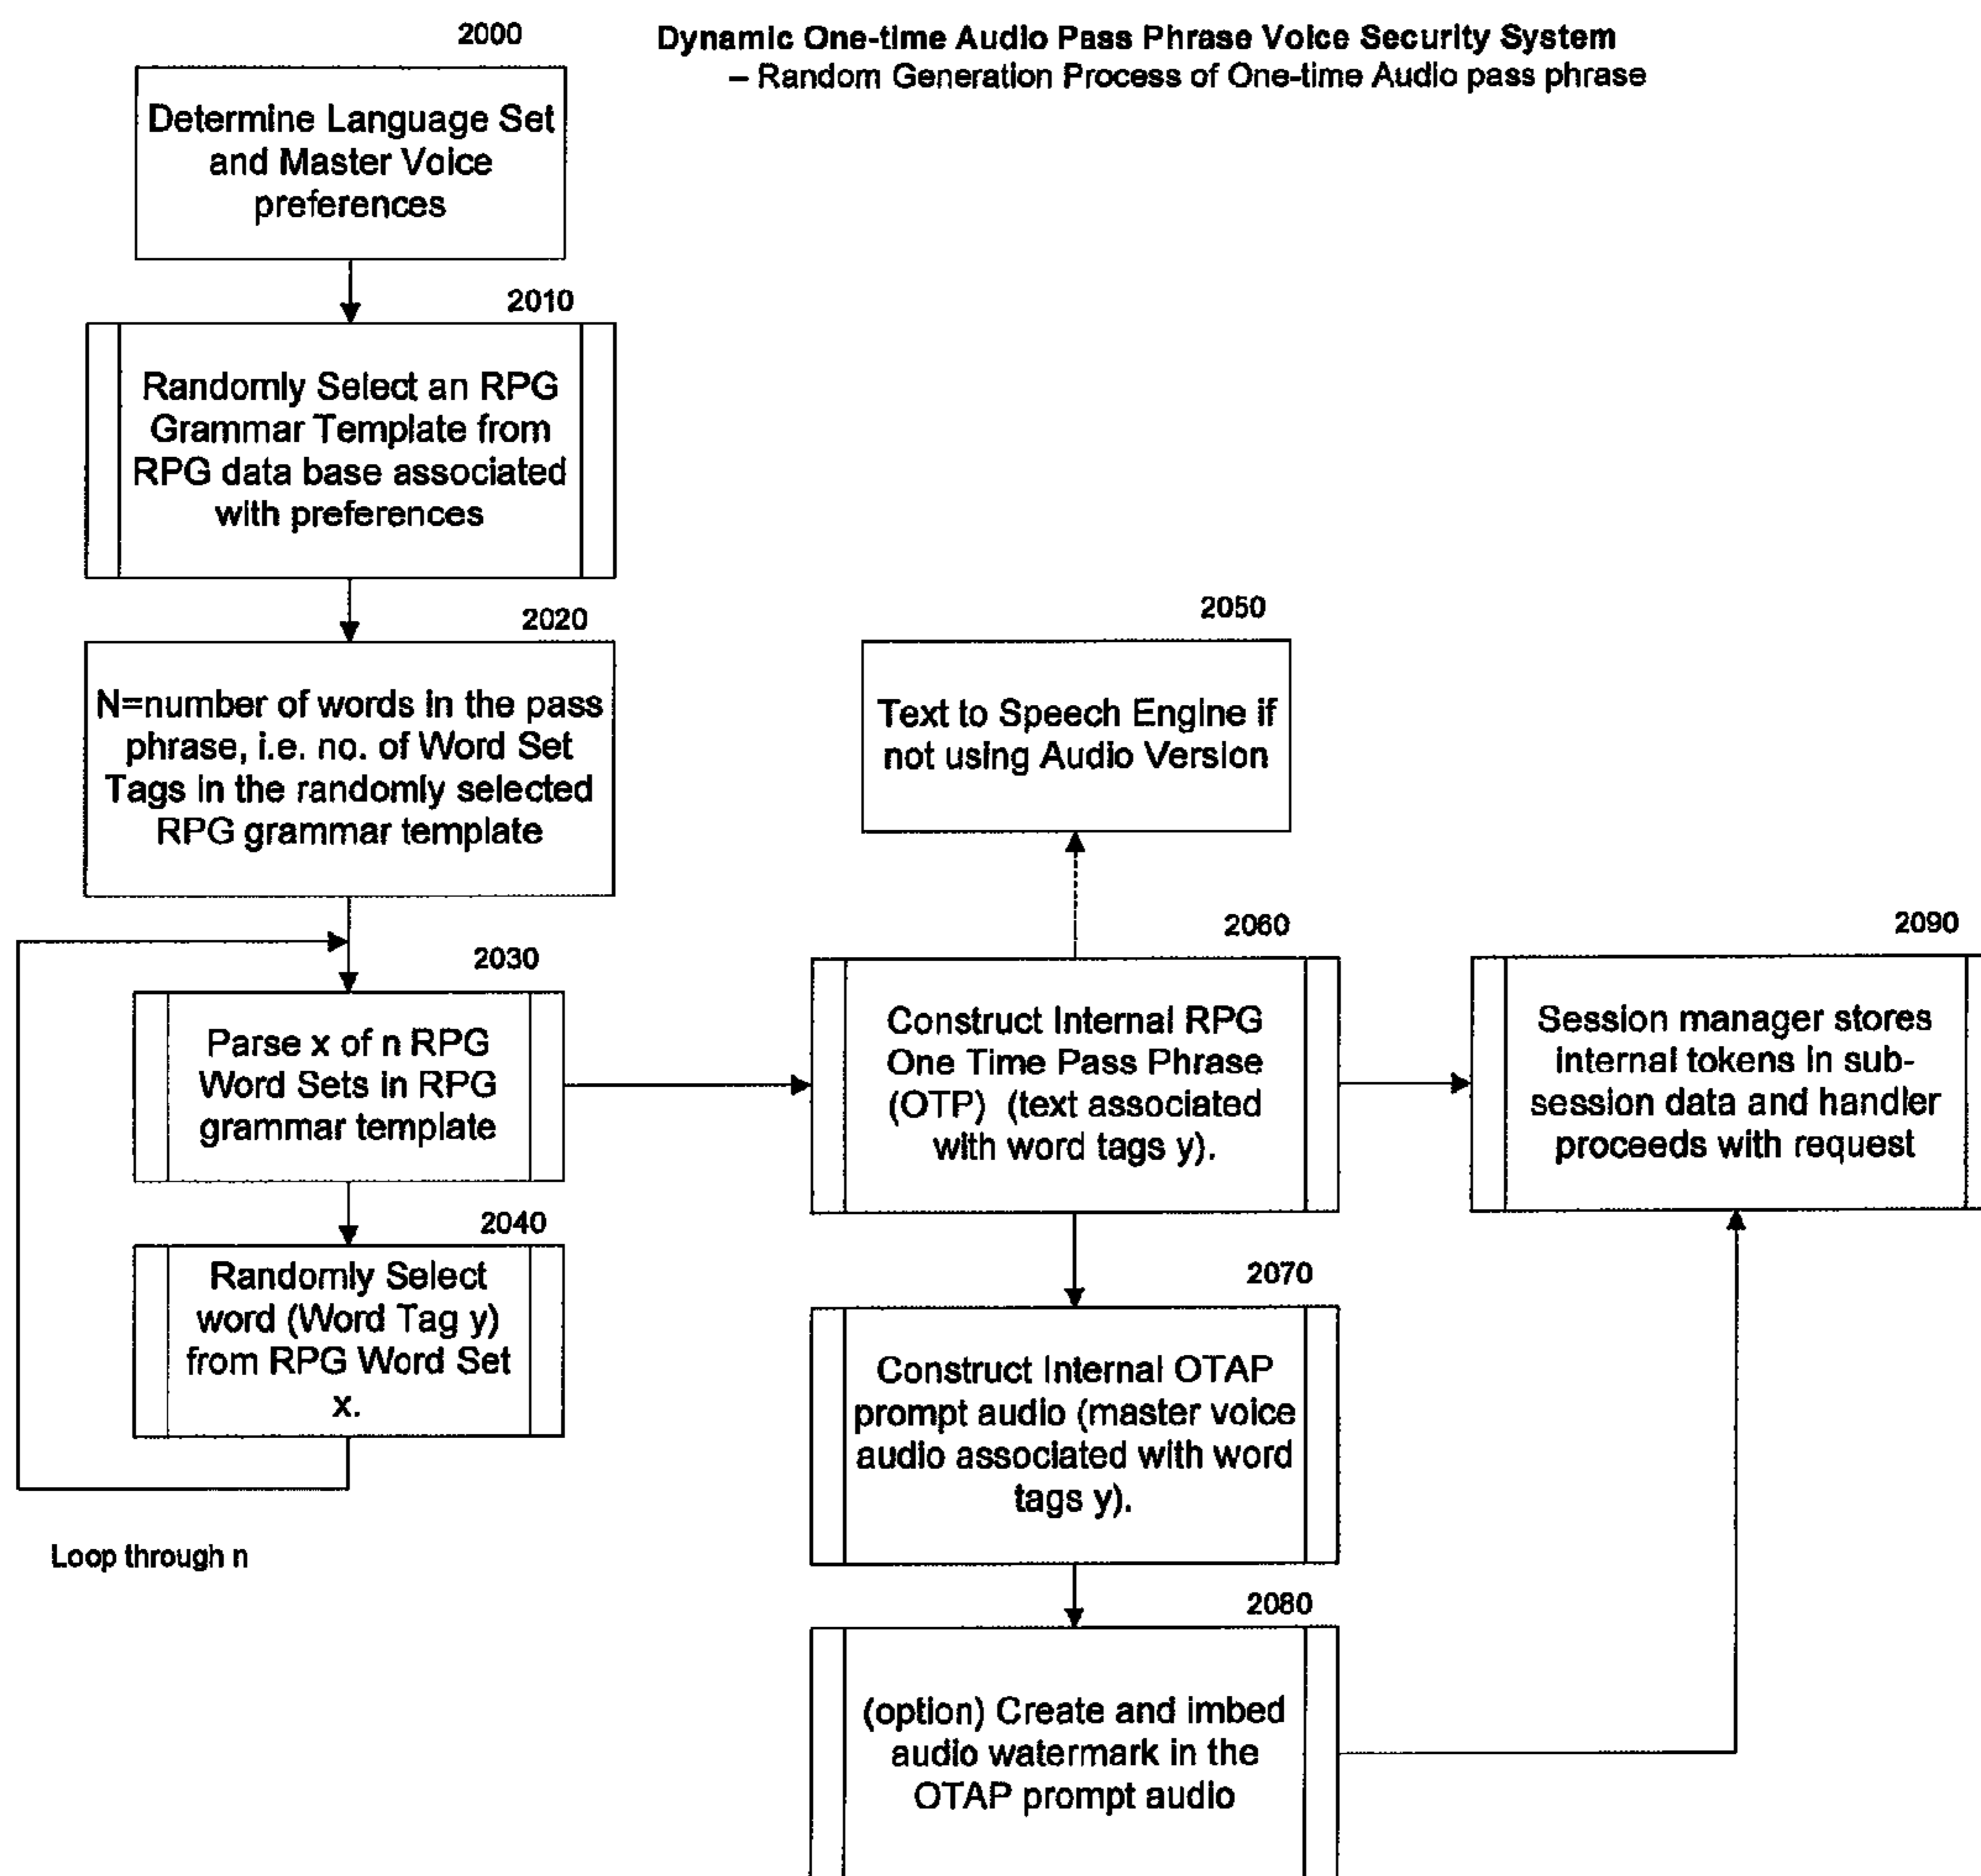 2000
Dynamic One-time Audio Pass Phrase Voice Security System
– Random Generation Process of One-time Audio pass phrase
Determine Language Set
and Master Voice
preferences
2010
Randomly Select an RPG
Grammar Template from
RPG data base associated
with preferences
2020
N=number of words in the pass
phrase, i.e. no. of Word Set
Tags in the randomly selected
RPG grammar template
2030
Parse x of n RPG
Word Sets in RPG
grammar template
2040
Randomly Select
word (Word Tag y)
from RPG Word Set
x.
Loop through n
2050
Text to Speech Engine if
not using Audio Version
2060
Construct Internal RPG
One Time Pass Phrase
(OTP) (text associated
with word tags y).
2070
Construct Internal OTAP
prompt audio (master voice
audio associated with word
tags y).
2080
(option) Create and imbed
audio watermark in the
OTAP prompt audio
2090
Session manager stores
internal tokens in sub-
session data and handler
proceeds with request